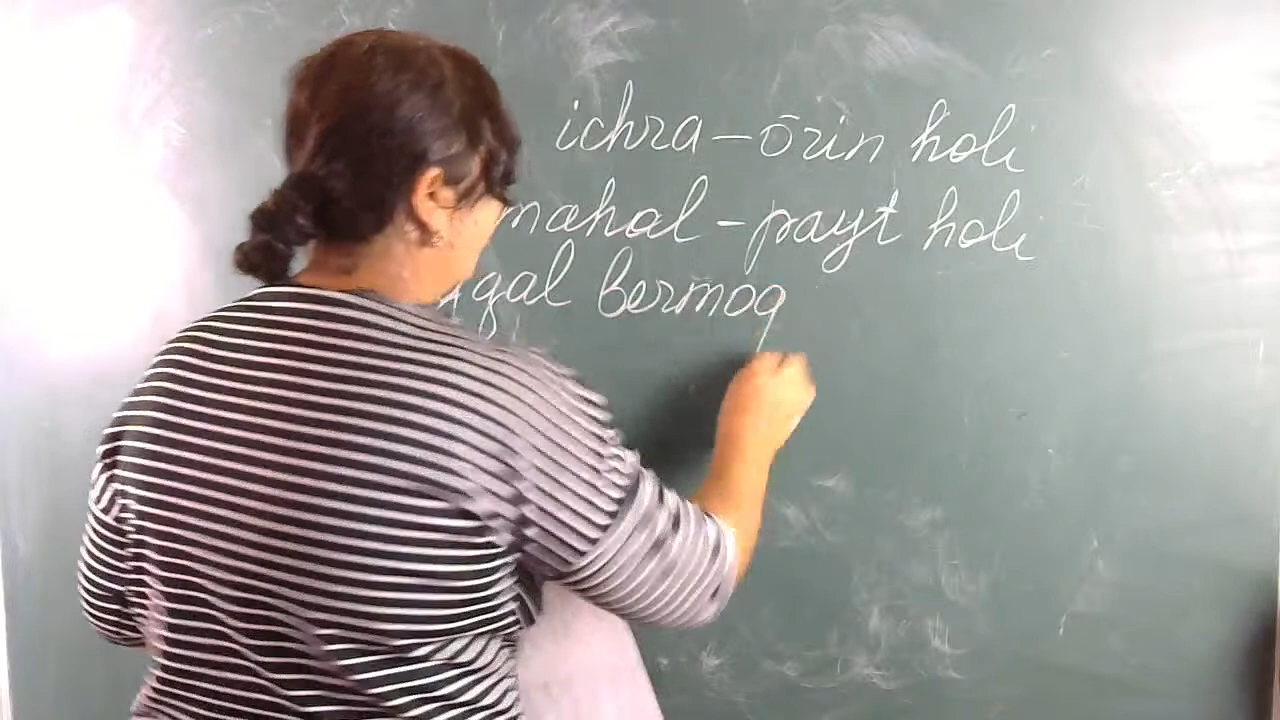 ichra – ōrin holi
mahal – payt holi
qal bermoq